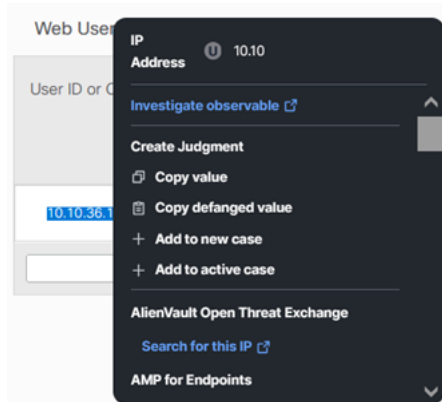 Web User
IP Address
U 10.10
User ID or C
Investigate observable
Create Judgment
Copy value
Copy defanged value
10.10.36.1
Add to new case
Add to active case
AlienVault Open Threat Exchange
Search for this IP
AMP for Endpoints